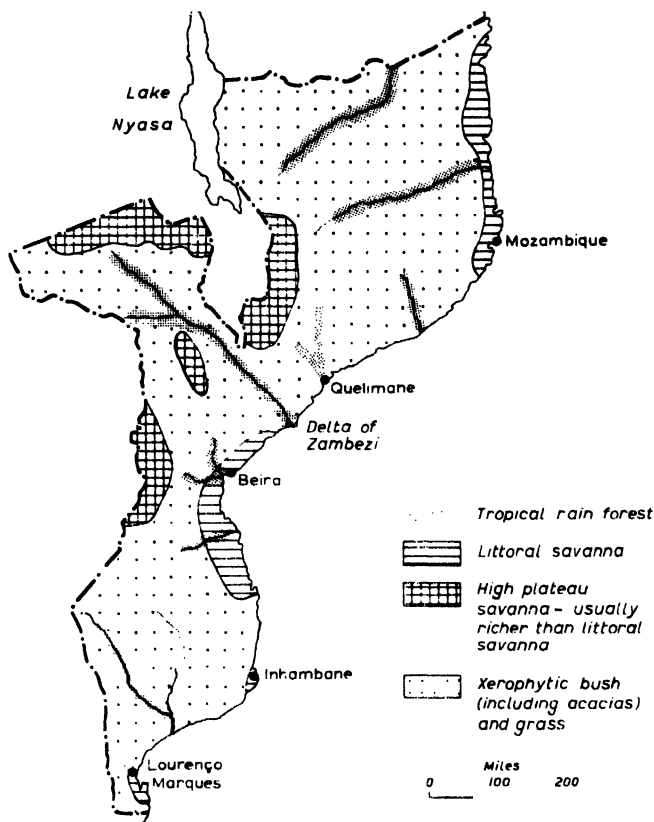 Lake
Nyasa
Mozambique
Quelimane
Delta of
Zambezi
Beira
Inhambane
Lourenço
Marques
Tropical rain forest
Littoral savanna
High plateau
savanna – usually
richer than littoral
savanna
Xerophytic bush
(including acacias)
and grass
Miles
0 100 200